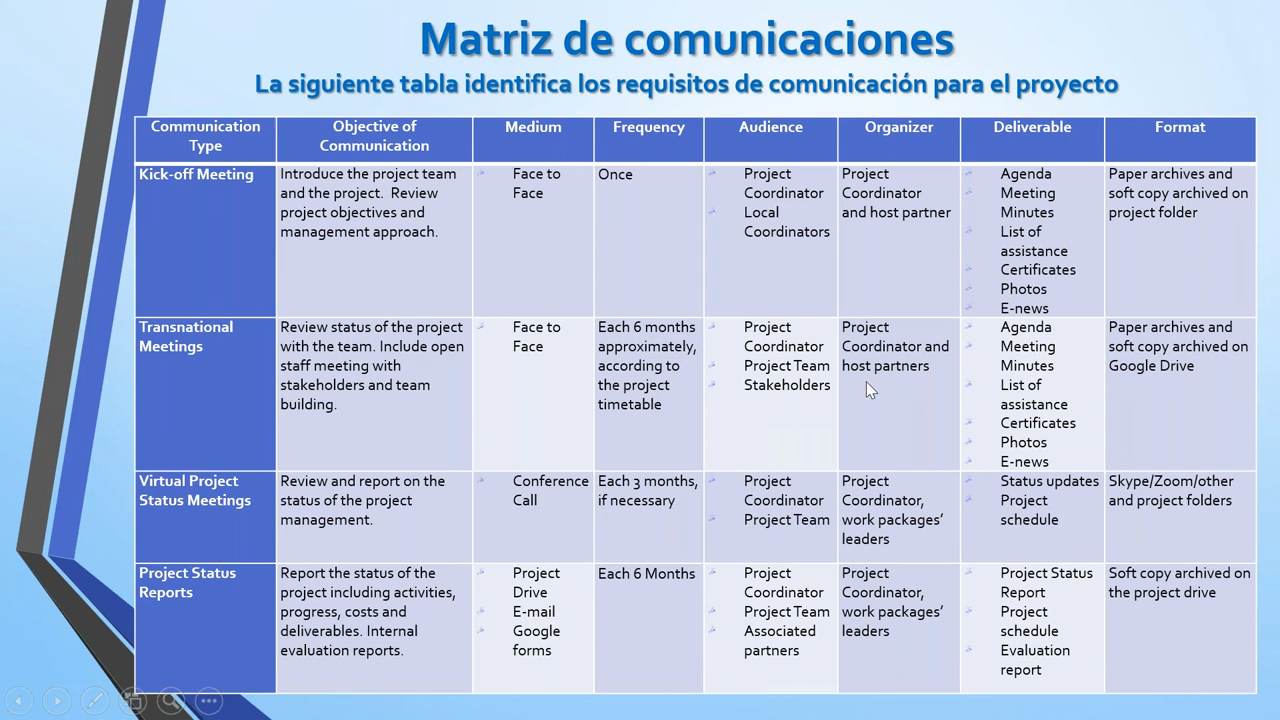 Matriz de comunicaciones
La siguiente tabla identifica los requisitos de comunicación para el proyecto
Communication
Type
Objective of
Communication
Medium
Frequency
Audience
Organizer
Deliverable
Format
Kick-off Meeting
Introduce the project team
and the project. Review
project objectives and
management approach.
Face to
Face
Once
Project
Coordinator
Local
Coordinators
Project
Coordinator
and host partner
Agenda
Meeting
Minutes
List of
assistance
Certificates
Photos
E-news
Paper archives and
soft copy archived on
project folder
Transnational
Meetings
Review status of the project
with the team. Include open
staff meeting with
stakeholders and team
building.
Face to
Face
Each 6 months
approximately,
according to
the project
timetable
Project
Coordinator
Project Team
Stakeholders
Project
Coordinator and
host partners
Agenda
Meeting
Minutes
List of
assistance
Certificates
Photos
E-news
Paper archives and
soft copy archived on
Google Drive
Virtual Project
Status Meetings
Review and report on the
status of the project
management.
Conference
Call
Each 3 months,
if necessary
Project
Coordinator
Project Team
Project
Coordinator,
work packages’
leaders
Status updates
Project
schedule
Skype/Zoom/other
and project folders
Project Status
Reports
Report the status of the
project including activities,
progress, costs and
deliverables. Internal
evaluation reports.
Project
Drive
E-mail
Google
forms
Each 6 Months
Project
Coordinator
Project Team
Associated
partners
Project
Coordinator,
work packages’
leaders
Project Status
Report
Project
schedule
Evaluation
report
Soft copy archived on
the project drive